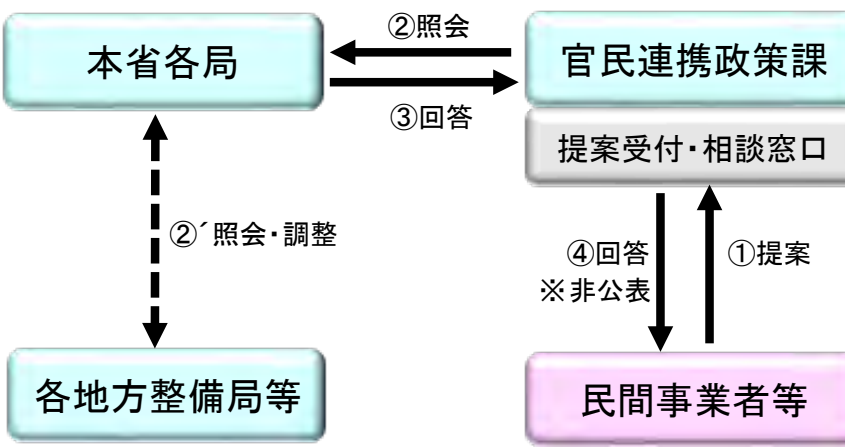 ②照会
本省各局
官民連携政策課
③回答
提案受付・相談窓口
②´照会・調整
④回答
※非公表
①提案
各地方整備局等
民間事業者等